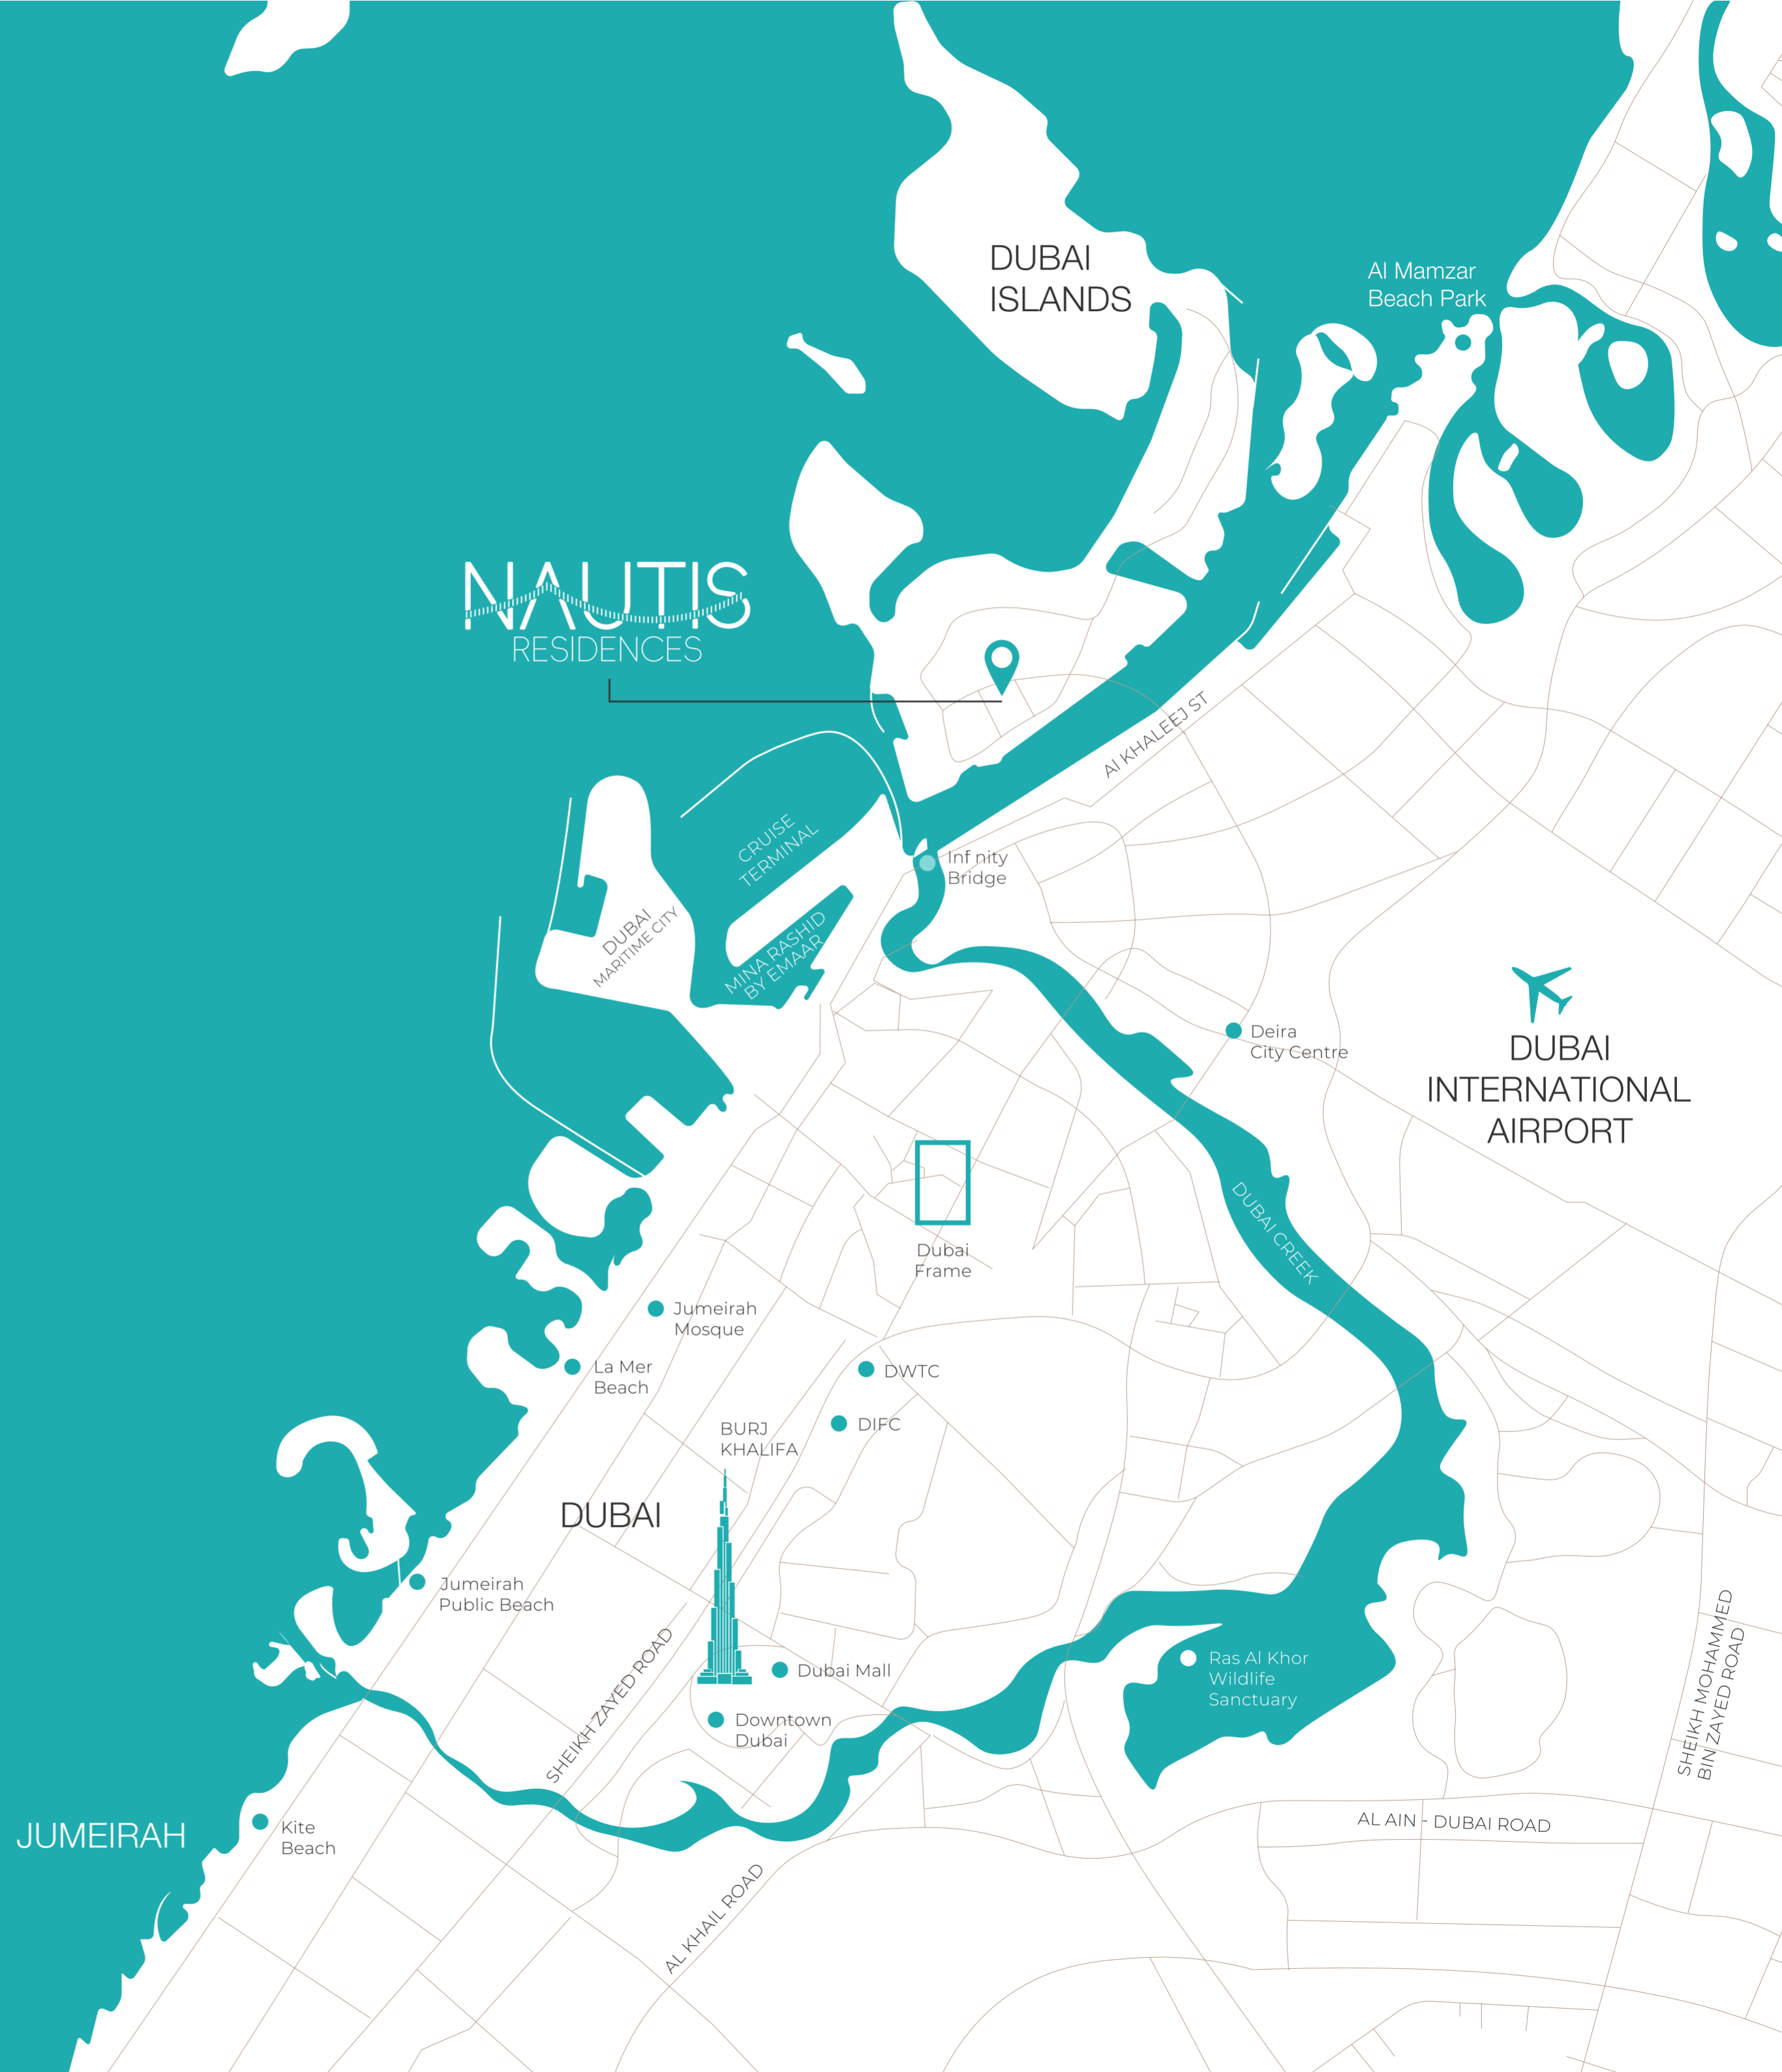 DUBAI
ISLANDS
Al Mamzar
Beach Park
NAUTIS
RESIDENCES
Al KHALEEJ ST
CRUISE
TERMINAL
Inf nity
Bridge
DUBAI
MARITIME CITY
MINA RASHID
BY EMAAR
Deira
City Centre
DUBAI
INTERNATIONAL
AIRPORT
DUBAI CREEK
Dubai
Frame
Jumeirah
Mosque
La Mer
Beach
DWTC
DIFC
BURJ
KHALIFA
DUBAI
Jumeirah
Public Beach
SHEIKH ZAYED ROAD
Dubai Mall
Downtown
Dubai
Ras Al Khor
Wildlife
Sanctuary
SHEIKH MOHAMMED
BIN ZAYED ROAD
JUMEIRAH
Kite
Beach
AL AIN - DUBAI ROAD
AL KHAIL ROAD